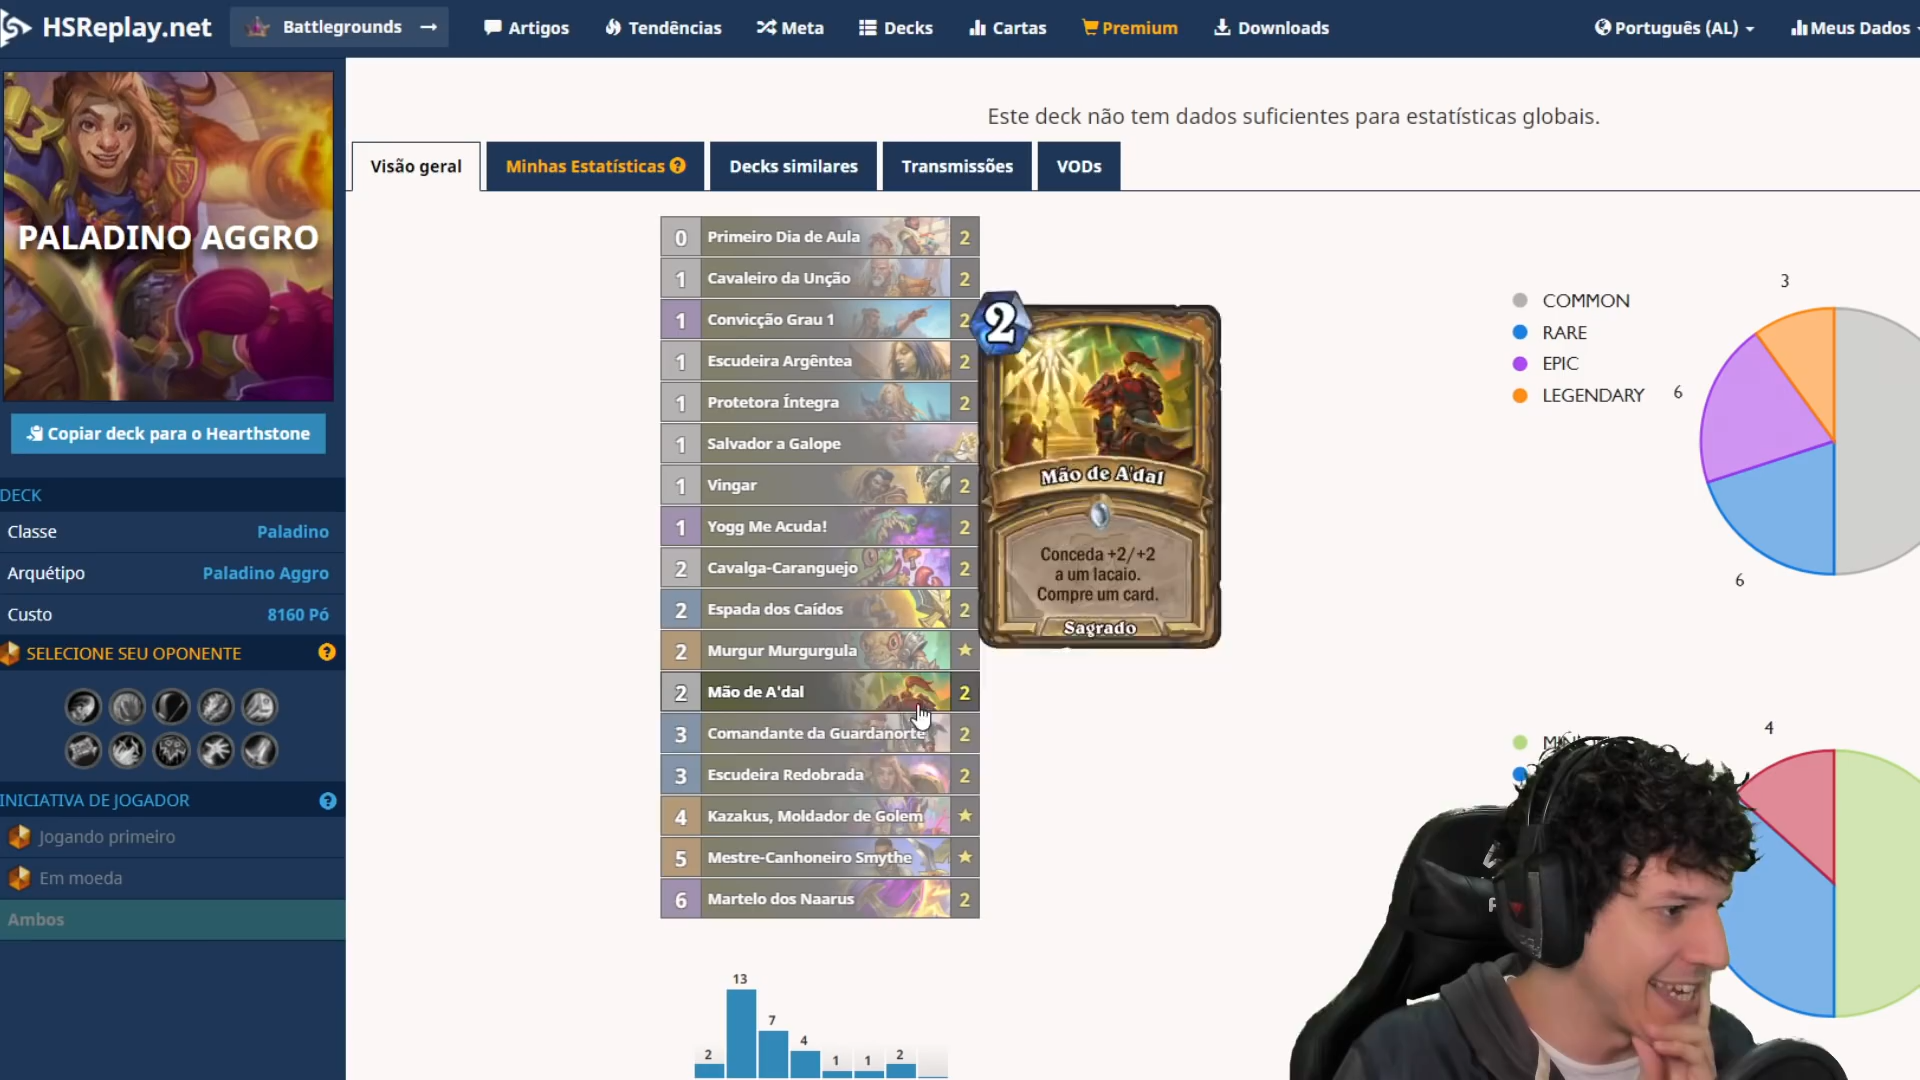 HSReplay.net
Battlegrounds →
Artigos
Tendências
Meta
Decks
Cartas
Premium
Downloads
Português (AL)
Meus Dados
PALADINO AGGRO
Copiar deck para o Hearthstone
DECK
Classe Paladino
Arquétipo Paladino Aggro
Custo 8160 Pó
SELECIONE SEU OPONENTE ?
INICIATIVA DE JOGADOR ?
Jogando primeiro
Em moeda
Ambos
Este deck não tem dados suficientes para estatísticas globais.
Visão geral
Minhas Estatísticas ?
Decks similares
Transmissões
VODs
0 Primeiro Dia de Aula 2
1 Cavaleiro da Unção 2
1 Convicção Grau 1 2
1 Escudeira Argêntea 2
1 Protetora Íntegra 2
1 Salvador a Galope
1 Vingar 2
1 Yogg Me Acuda! 2
2 Cavalga-Caranguejo 2
2 Espada dos Caídos 2
2 Murgur Murgurgula ★
2 Mão de A'dal 2
3 Comandante da Guardanorte 2
3 Escudeira Redobrada 2
4 Kazakus, Moldador de Golem ★
5 Mestre-Canhoneiro Smythe ★
6 Martelo dos Naarus 2
2
Mão de A'dal
Conceda +2/+2
a um lacaio.
Compre um card.
Sagrado
2 13 7 4 1 1 2
COMMON
RARE
EPIC
LEGENDARY
3
6
6
4